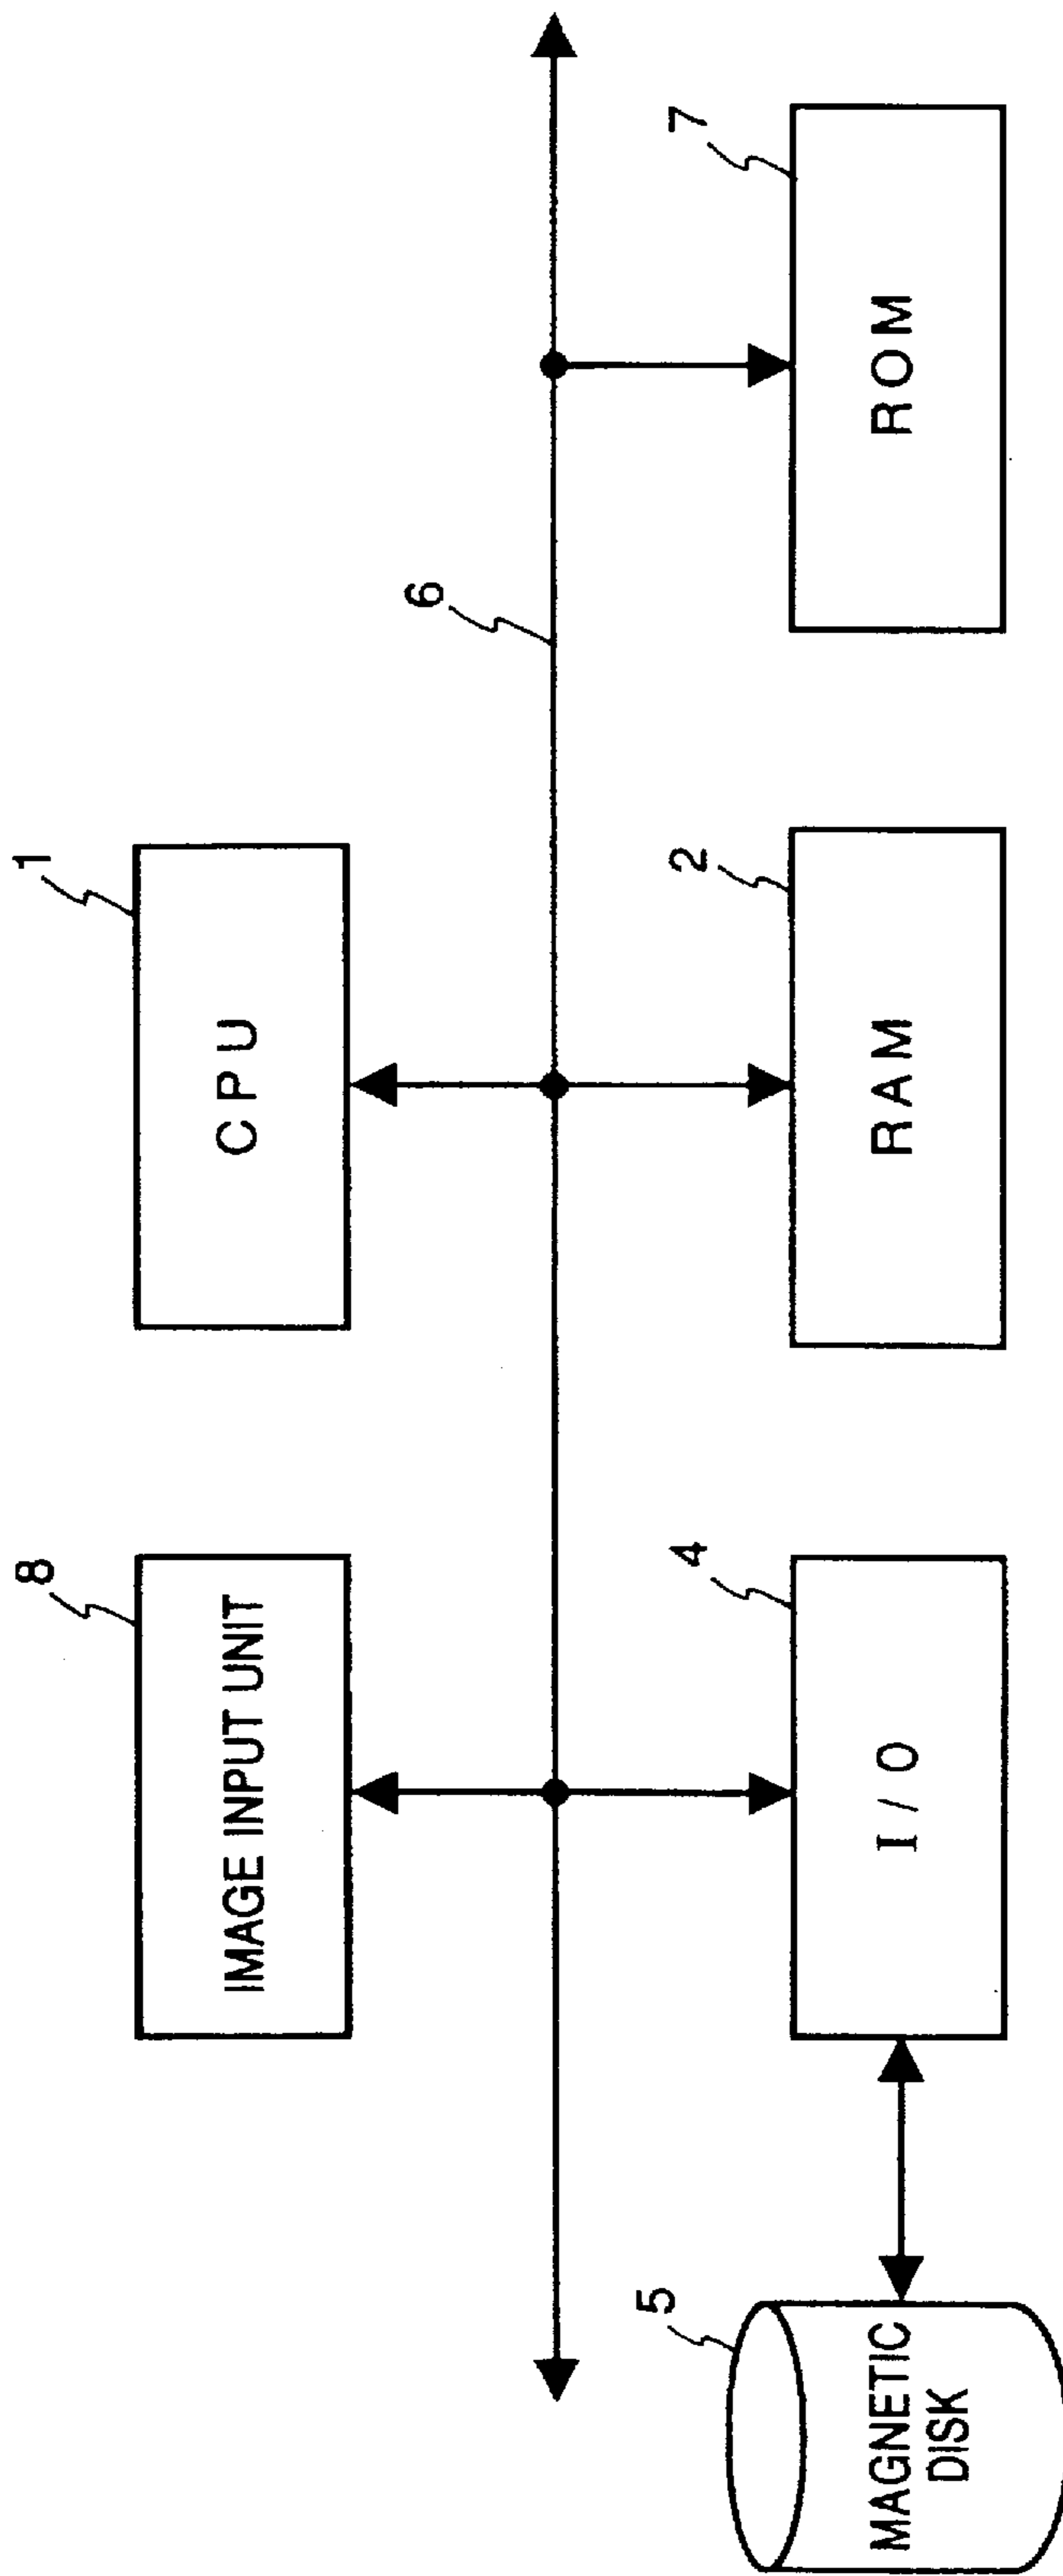 8
IMAGE INPUT UNIT
1
CPU
6
5
MAGNETIC
DISK
4
I/O
2
RAM
7
ROM